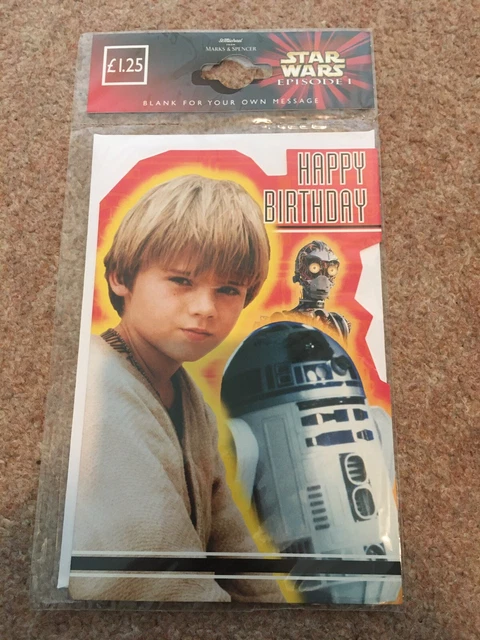 £1.25
MARKS & SPENCER
STAR
WARS
EPISODE I
BLANK FOR YOUR OWN MESSAGE
HAPPY
BIRTHDAY